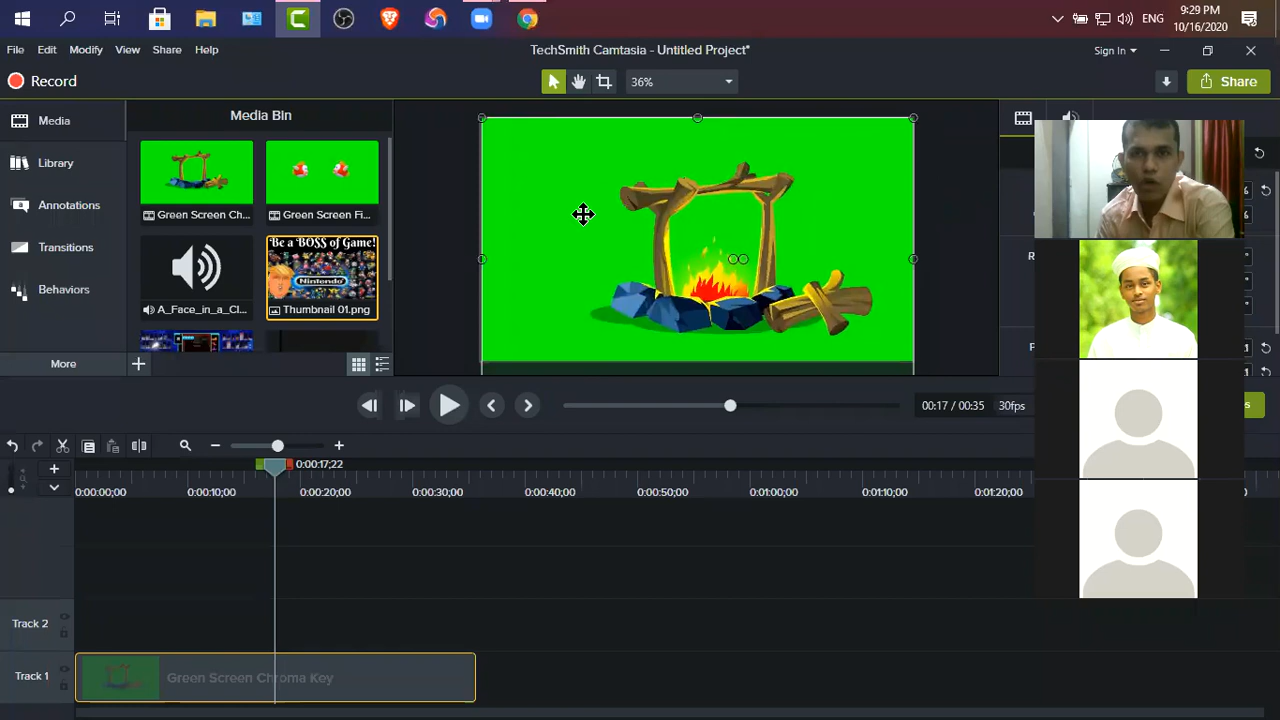 9:29 PM
ENG
10/16/2020
File Edit Modify View Share Help
TechSmith Camtasia - Untitled Project*
Sign In
Record
36%
Share
Media
Library
Annotations
Transitions
Behaviors
More
Media Bin
Green Screen Ch...
Green Screen Fi...
A_Face_in_a_Cl...
Be a BOSS of Game!
Nintendo
Thumbnail 01.png
00:17 / 00:35
30fps
0:00:17;22
0:00:00;00 0:00:10;00 0:00:20;00 0:00:30;00 0:00:40;00 0:00:50;00 0:01:00;00 0:01:10;00 0:01:20;00
Track 2
Track 1
Green Screen Chroma Key